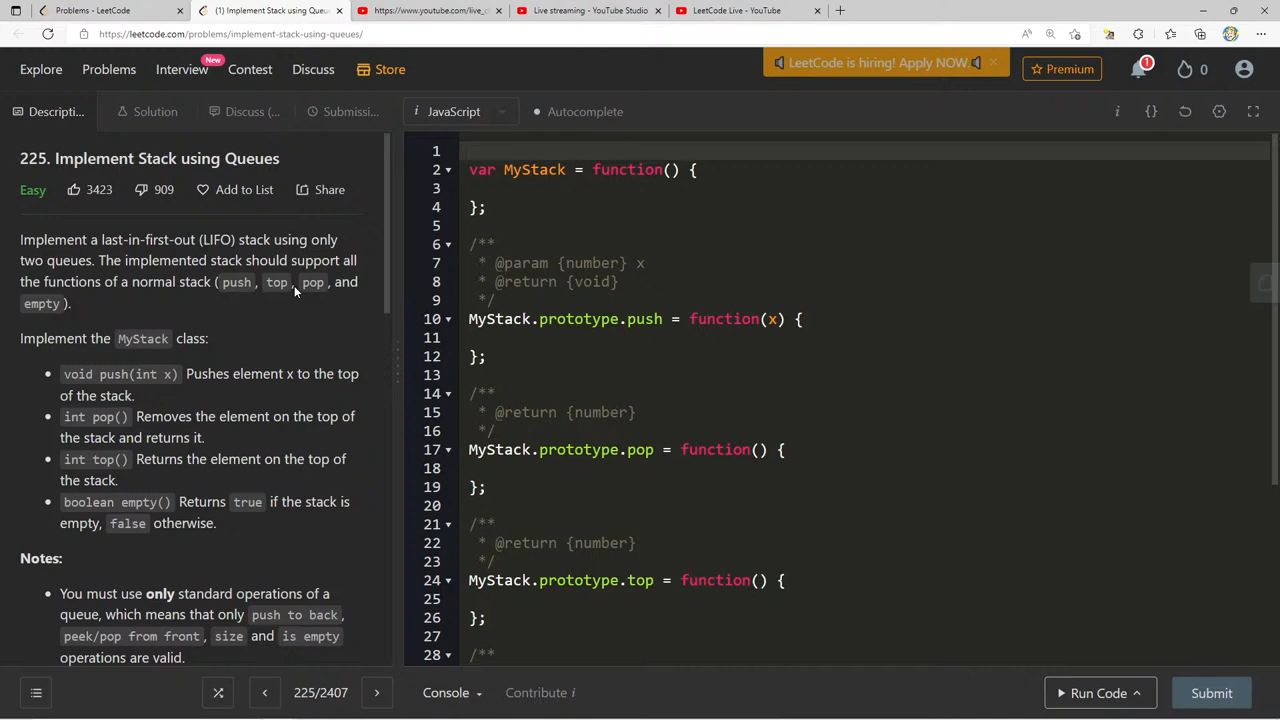 Problems - LeetCode
(1) Implement Stack using Queu
https://www.youtube.com/live_c
Live streaming - YouTube Studio
LeetCode Live - YouTube
https://leetcode.com/problems/implement-stack-using-queues/
Explore
Problems
Interview
New
Contest
Discuss
Store
LeetCode is hiring! Apply NOW.
Premium
1
0
Descripti...
Solution
Discuss (...
Submissi...
i
JavaScript
Autocomplete
225. Implement Stack using Queues
Easy
3423
909
Add to List
Share
Implement a last-in-first-out (LIFO) stack using only
two queues. The implemented stack should support all
the functions of a normal stack (push, top, pop, and
empty).
Implement the MyStack class:
• void push(int x) Pushes element x to the top
of the stack.
• int pop() Removes the element on the top of
the stack and returns it.
• int top() Returns the element on the top of
the stack.
• boolean empty() Returns true if the stack is
empty, false otherwise.
Notes:
• You must use only standard operations of a
queue, which means that only push to back,
peek/pop from front, size and is empty
operations are valid.
1
2 var MyStack = function() {
3
4 };
5
6 /**
7 * @param {number} x
8 * @return {void}
9 */
10 MyStack.prototype.push = function(x) {
11
12 };
13
14 /**
15 * @return {number}
16 */
17 MyStack.prototype.pop = function() {
18
19 };
20
21 /**
22 * @return {number}
23 */
24 MyStack.prototype.top = function() {
25
26 };
27
28 /**
225/2407
Console
Contribute i
Run Code
Submit